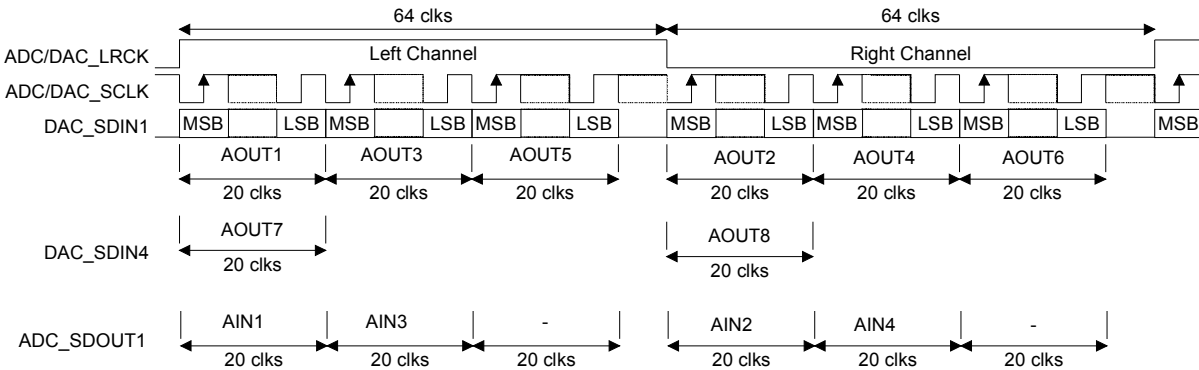 64 clks 64 clks
ADC/DAC_LRCK Left Channel Right Channel
ADC/DAC_SCLK
DAC_SDIN1 MSB LSB MSB LSB MSB LSB MSB LSB MSB LSB MSB LSB MSB
AOUT1 AOUT3 AOUT5 AOUT2 AOUT4 AOUT6
20 clks 20 clks 20 clks 20 clks 20 clks 20 clks
DAC_SDIN4 AOUT7 AOUT8
20 clks 20 clks
ADC_SDOUT1 AIN1 AIN3 - AIN2 AIN4 -
20 clks 20 clks 20 clks 20 clks 20 clks 20 clks